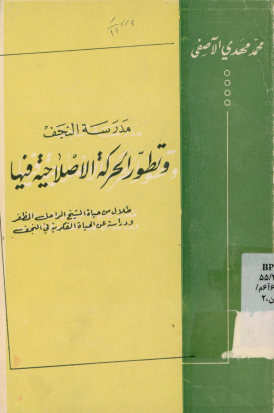 محمد مهدي الآصفي
مدرسة النجف
وتطور الحركة الاصلاحية فيها
ظلال من حياة الشيخ الراحل المظفر
ودراسة عن الحياة الفكرية في النجف
BP